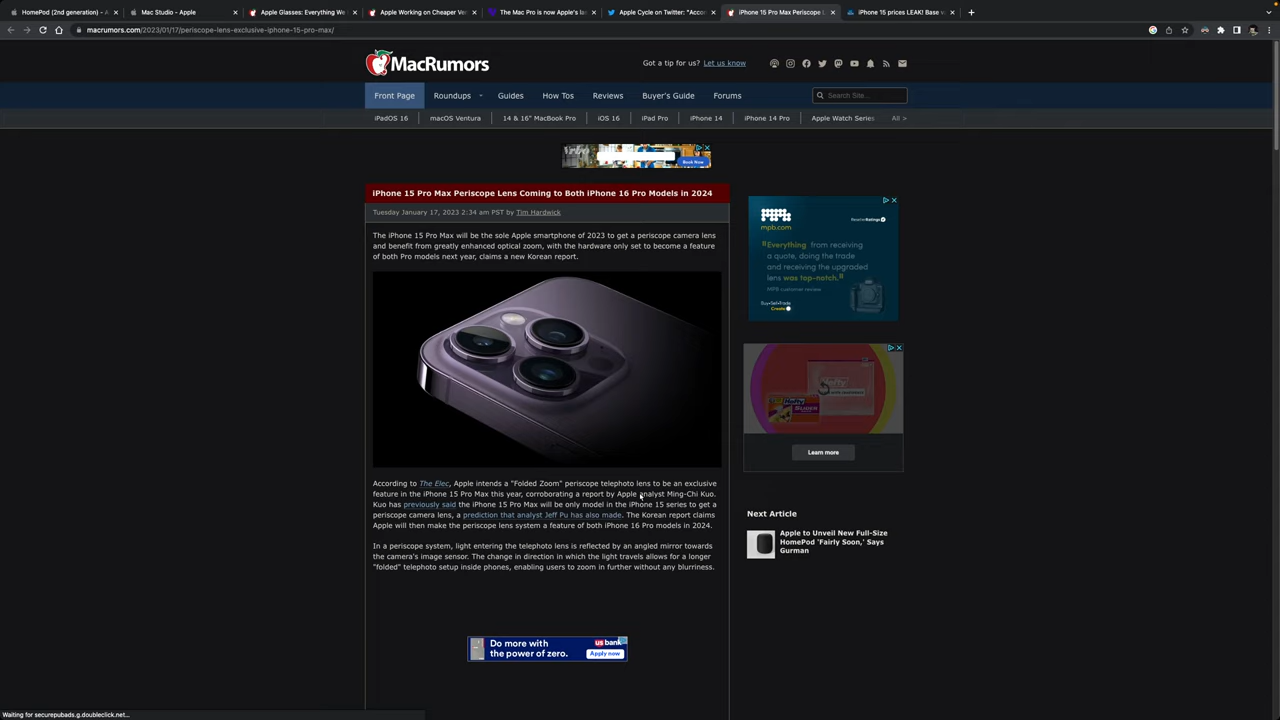 HomePod (2nd generation) - A
Mac Studio - Apple
Apple Glasses: Everything We
Apple Working on Cheaper Ver
The Mac Pro is now Apple's la
Apple Cycle on Twitter: "Acco
iPhone 15 Pro Max Periscope L
iPhone 15 prices LEAK! Base v
macrumors.com/2023/01/17/periscope-lens-exclusive-iphone-15-pro-max/
MacRumors
Got a tip for us? Let us know
Front Page
Roundups
Guides
How Tos
Reviews
Buyer's Guide
Forums
Search Site...
iPadOS 16
macOS Ventura
14 & 16" MacBook Pro
iOS 16
iPad Pro
iPhone 14
iPhone 14 Pro
Apple Watch Series
All >
Book Now
iPhone 15 Pro Max Periscope Lens Coming to Both iPhone 16 Pro Models in 2024
Tuesday January 17, 2023 2:34 am PST by Tim Hardwick
The iPhone 15 Pro Max will be the sole Apple smartphone of 2023 to get a periscope camera lens
and benefit from greatly enhanced optical zoom, with the hardware only set to become a feature
of both Pro models next year, claims a new Korean report.
According to The Elec, Apple intends a "Folded Zoom" periscope telephoto lens to be an exclusive
feature in the iPhone 15 Pro Max this year, corroborating a report by Apple analyst Ming-Chi Kuo.
Kuo has previously said the iPhone 15 Pro Max will be only model in the iPhone 15 series to get a
periscope camera lens, a prediction that analyst Jeff Pu has also made. The Korean report claims
Apple will then make the periscope lens system a feature of both iPhone 16 Pro models in 2024.
In a periscope system, light entering the telephoto lens is reflected by an angled mirror towards
the camera's image sensor. The change in direction in which the light travels allows for a longer
"folded" telephoto setup inside phones, enabling users to zoom in further without any blurriness.
Do more with
the power of zero.
us bank
Apply now
mpb.com
"Everything from receiving
a quote, doing the trade
and receiving the upgraded
lens was top-notch."
MPB customer review
Buy • Sell • Trade
Create
Hefty
SLIDER
Learn more
Next Article
Apple to Unveil New Full-Size
HomePod 'Fairly Soon,' Says
Gurman
Waiting for securepubads.g.doubleclick.net...